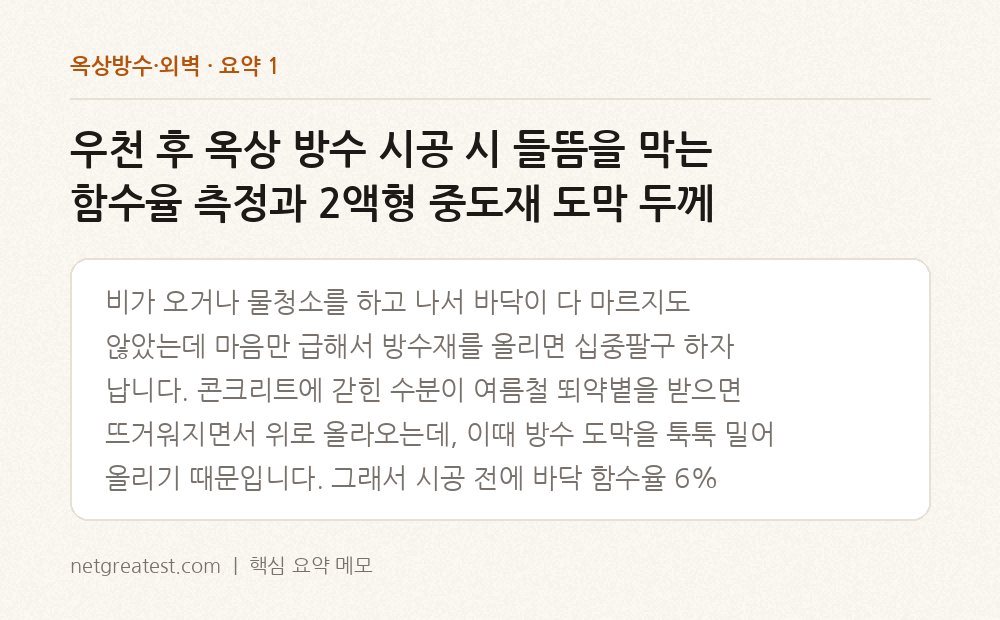 옥상방수·외벽 · 요약 1
우천 후 옥상 방수 시공 시 들뜸을 막는
함수율 측정과 2액형 중도재 도막 두께
비가 오거나 물청소를 하고 나서 바닥이 다 마르지도
않았는데 마음만 급해서 방수재를 올리면 십중팔구 하자
납니다. 콘크리트에 갇힌 수분이 여름철 뙤약볕을 받으면
뜨거워지면서 위로 올라오는데, 이때 방수 도막을 툭툭 밀어
올리기 때문입니다. 그래서 시공 전에 바닥 함수율 6%
netgreatest.com | 핵심 요약 메모